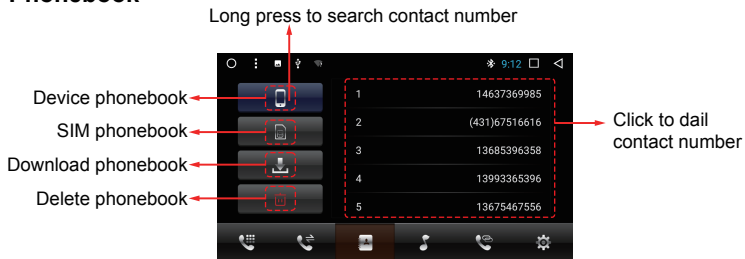 Long press to search contact number
9:12
Device phonebook
SIM phonebook
Download phonebook
Delete phonebook
1 14637369985
2 (431)67516616
3 13685396358
4 13993365396
5 13675467556
Click to dail
contact number